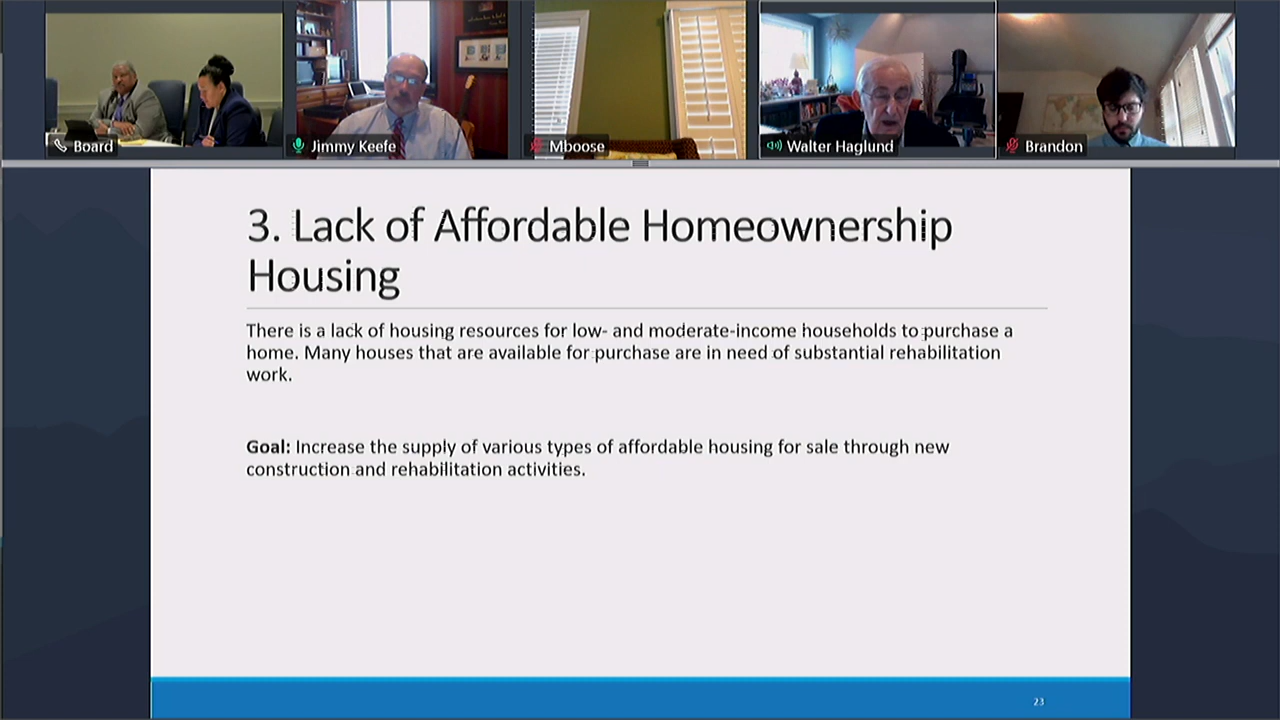 Board
Jimmy Keefe
Mboose
Walter Haglund
Brandon
3. Lack of Affordable Homeownership
Housing
There is a lack of housing resources for low- and moderate-income households to purchase a
home. Many houses that are available for purchase are in need of substantial rehabilitation
work.
Goal: Increase the supply of various types of affordable housing for sale through new
construction and rehabilitation activities.
23